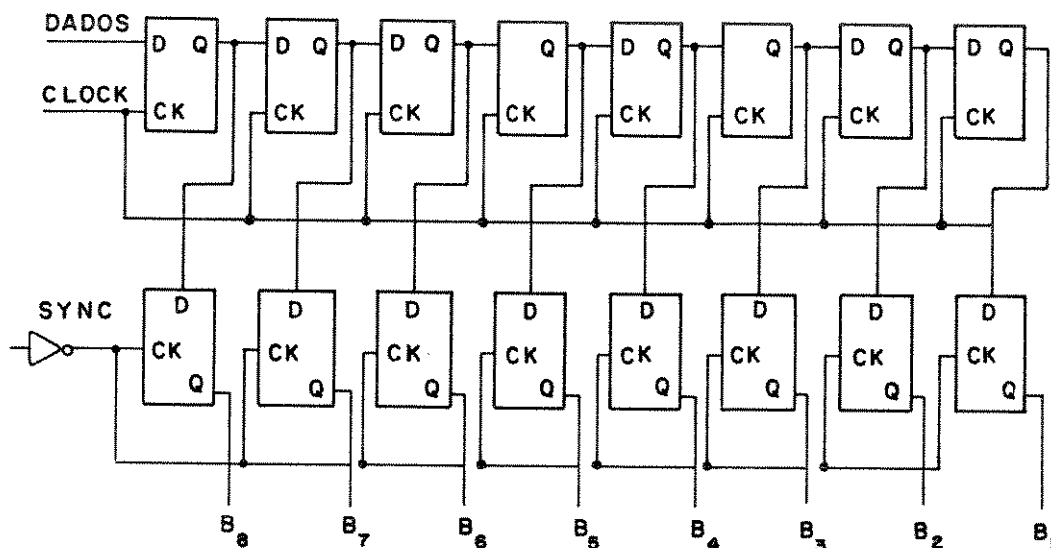 DADOS
D Q D Q D Q Q D Q Q D Q D Q
CLOCK
CK CK CK CK CK CK CK CK
SYNC
D D D D D D D D
CK CK CK CK CK CK CK CK
Q Q Q Q Q Q Q Q
B8 B7 B6 B5 B4 B3 B2 B